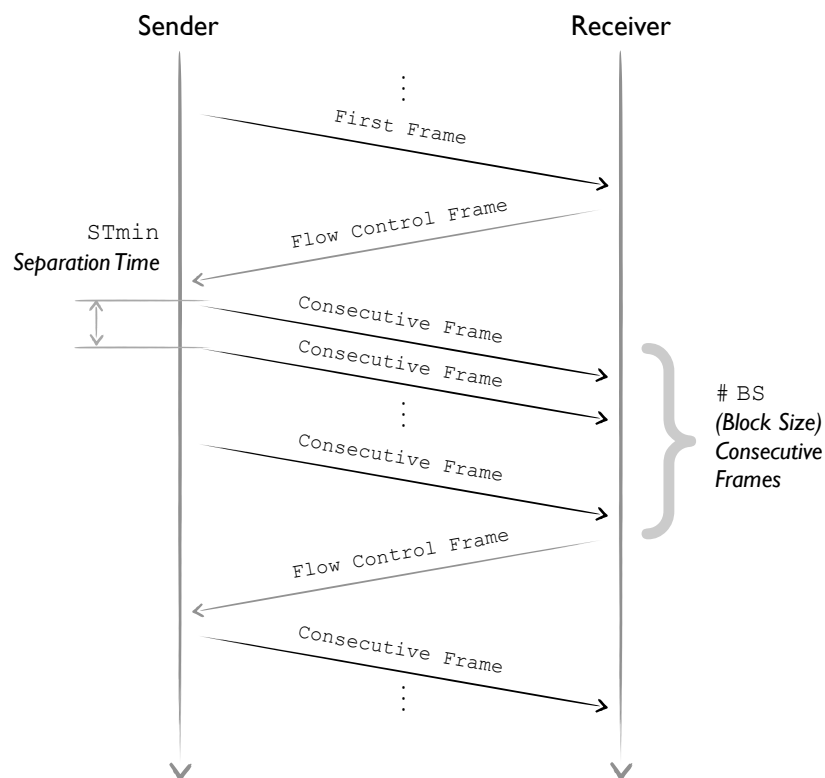 Sender
Receiver
First Frame
Flow Control Frame
STmin
Separation Time
Consecutive Frame
Consecutive Frame
# BS
(Block Size)
Consecutive
Frames
Consecutive Frame
Flow Control Frame
Consecutive Frame